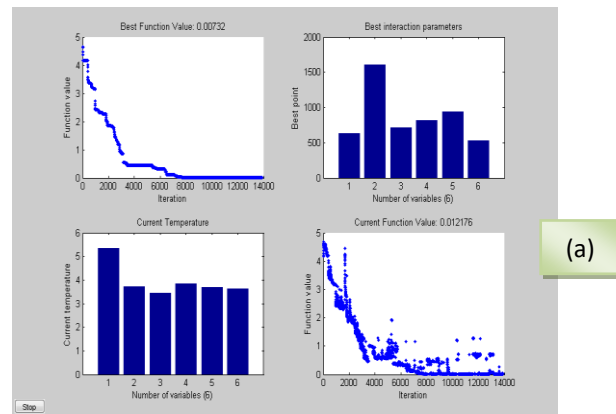 Best Function Value: 0.00732
5
4
3
2
1
0
Function value
0 2000 4000 6000 8000 10000 12000 14000
Iteration
Best interaction parameters
2000
1500
1000
500
0
Best point
1 2 3 4 5 6
Number of variables (6)
Current Temperature
6
5
4
3
2
1
0
Current temperature
1 2 3 4 5 6
Number of variables (6)
Current Function Value: 0.012176
5
4
3
2
1
0
Function value
0 2000 4000 6000 8000 10000 12000 14000
Iteration
(a)
Stop